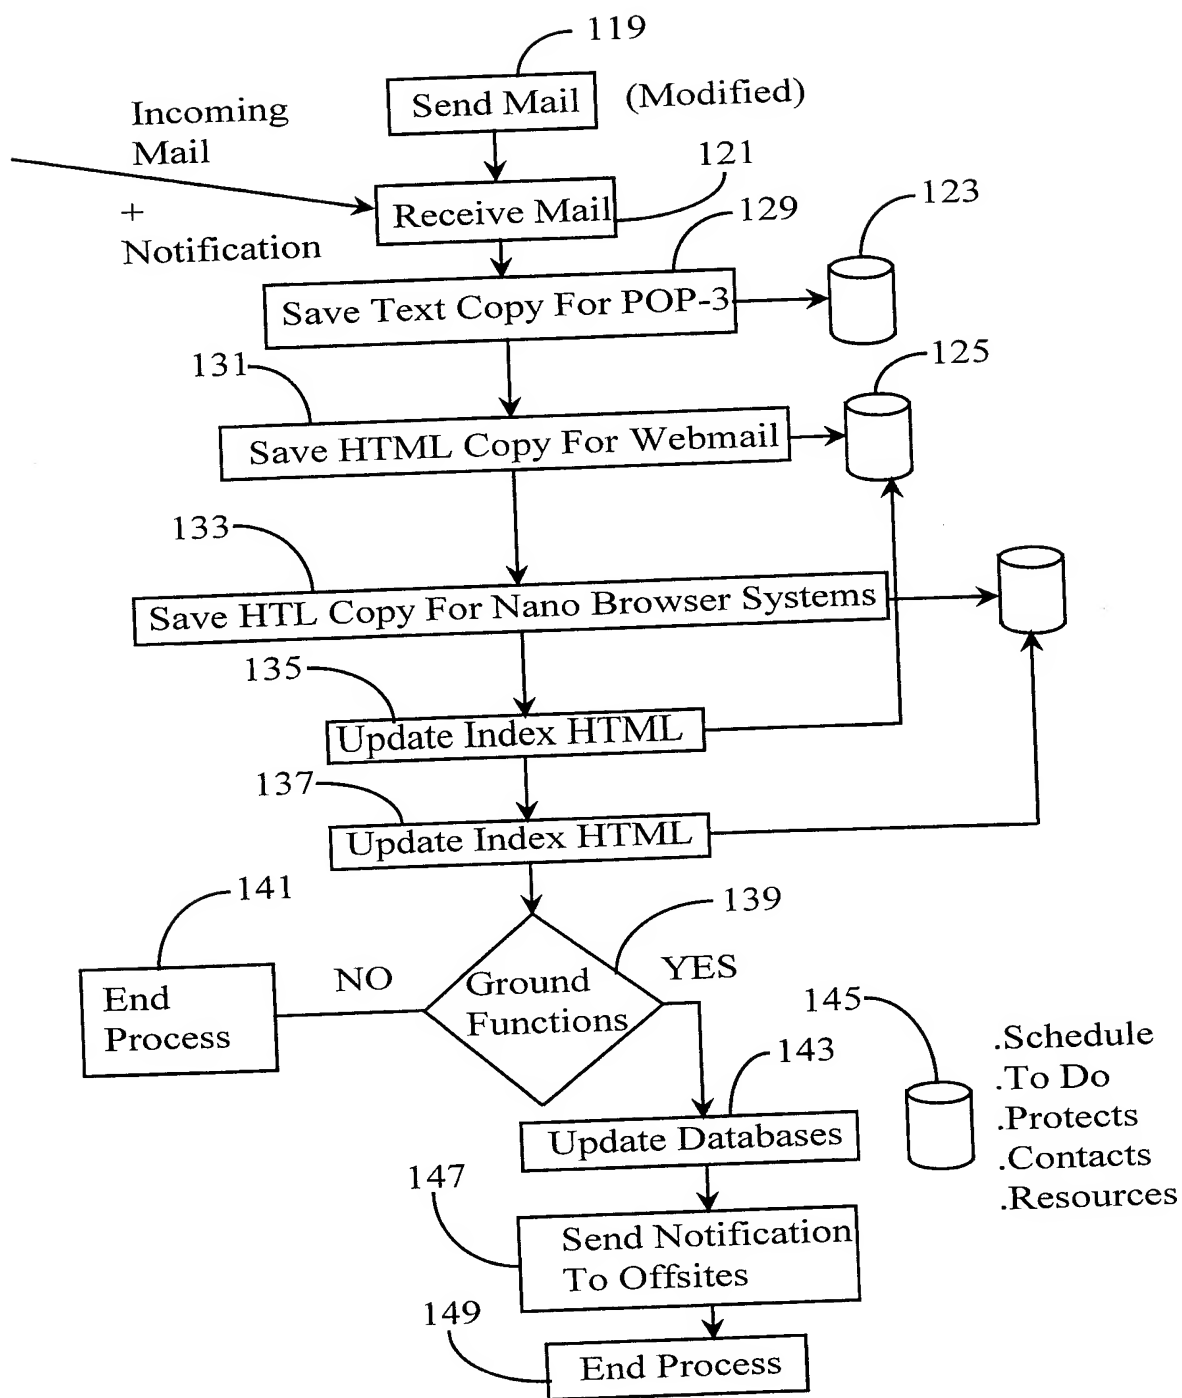 119
Send Mail
(Modified)
Incoming
Mail
+
Notification
121
Receive Mail
129
123
Save Text Copy For POP-3
131
125
Save HTML Copy For Webmail
133
Save HTL Copy For Nano Browser Systems
135
Update Index HTML
137
Update Index HTML
141
139
End
Process
NO
Ground
Functions
YES
145
.Schedule
.To Do
.Protects
.Contacts
.Resources
143
Update Databases
147
Send Notification
To Offsites
149
End Process